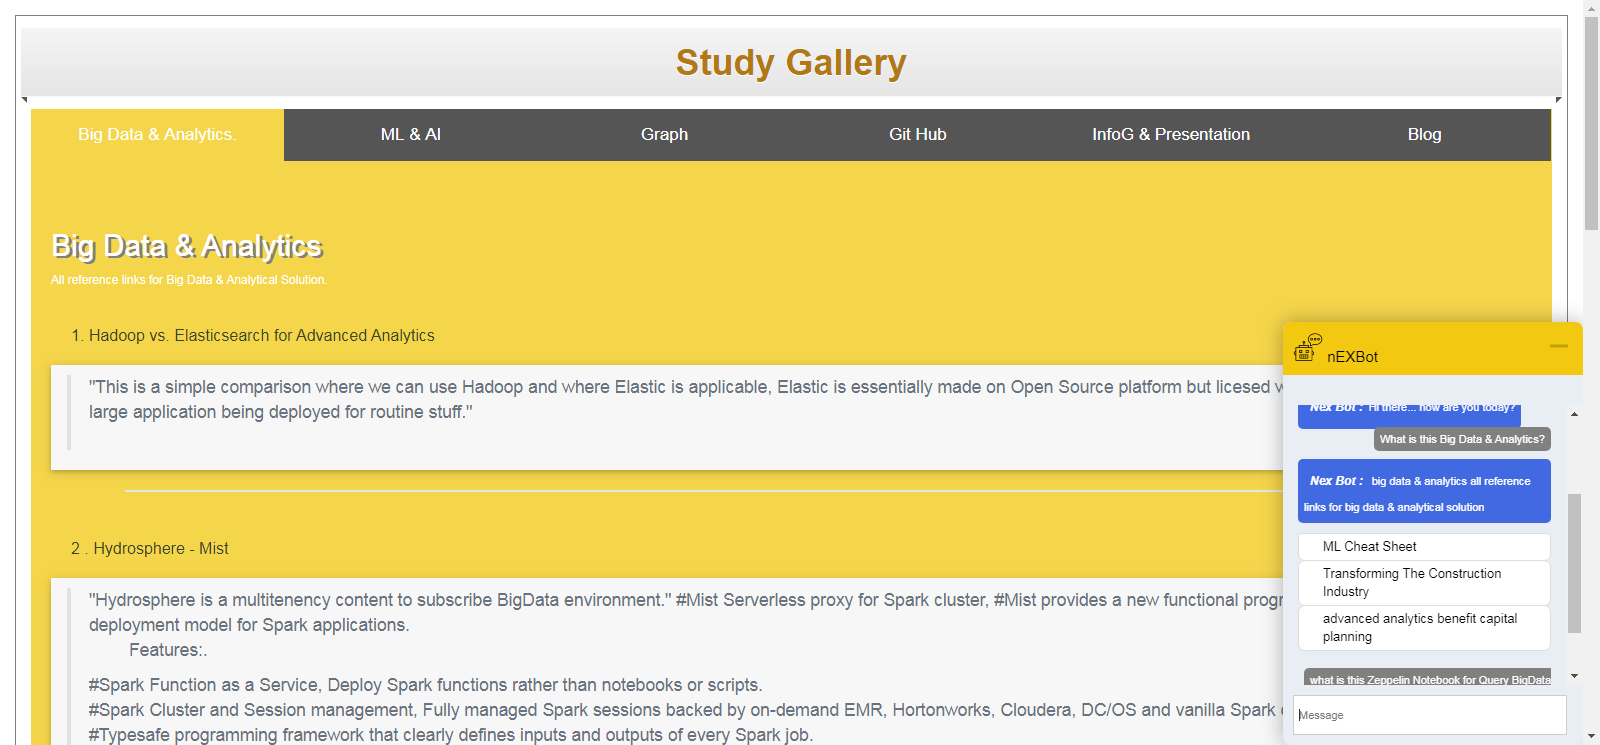 Study Gallery
Big Data & Analytics.
ML & AI
Graph
Git Hub
InfoG & Presentation
Blog
Big Data & Analytics
All reference links for Big Data & Analytical Solution.
1. Hadoop vs. Elasticsearch for Advanced Analytics
"This is a simple comparison where we can use Hadoop and where Elastic is applicable, Elastic is essentially made on Open Source platform but licesed
large application being deployed for routine stuff."
2 . Hydrosphere - Mist
"Hydrosphere is a multitenency content to subscribe BigData environment." #Mist Serverless proxy for Spark cluster, #Mist provides a new functional
deployment model for Spark applications.
Features:.
#Spark Function as a Service, Deploy Spark functions rather than notebooks or scripts.
#Spark Cluster and Session management, Fully managed Spark sessions backed by on-demand EMR, Hortonworks, Cloudera, DC/OS and vanilla Spark
#Typesafe programming framework that clearly defines inputs and outputs of every Spark job.
nEXBot
Nex Bot : Hi there... how are you today?
What is this Big Data & Analytics?
Nex Bot : big data & analytics all reference
links for big data & analytical solution
ML Cheat Sheet
Transforming The Construction
Industry
advanced analytics benefit capital
planning
what is this Zeppelin Notebook for Query BigData
Message